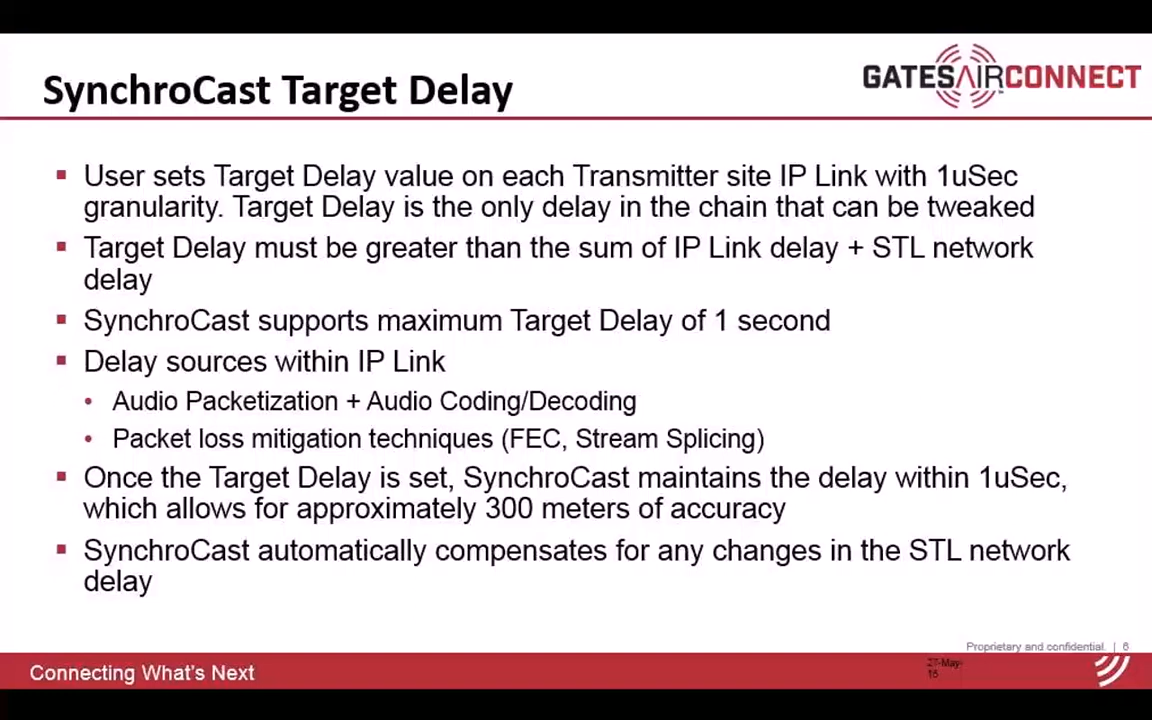 SynchroCast Target Delay
GATESAIRCONNECT
User sets Target Delay value on each Transmitter site IP Link with 1uSec
granularity. Target Delay is the only delay in the chain that can be tweaked
Target Delay must be greater than the sum of IP Link delay + STL network
delay
SynchroCast supports maximum Target Delay of 1 second
Delay sources within IP Link
Audio Packetization + Audio Coding/Decoding
Packet loss mitigation techniques (FEC, Stream Splicing)
Once the Target Delay is set, SynchroCast maintains the delay within 1uSec,
which allows for approximately 300 meters of accuracy
SynchroCast automatically compensates for any changes in the STL network
delay
Proprietary and confidential. | 6
Connecting What's Next